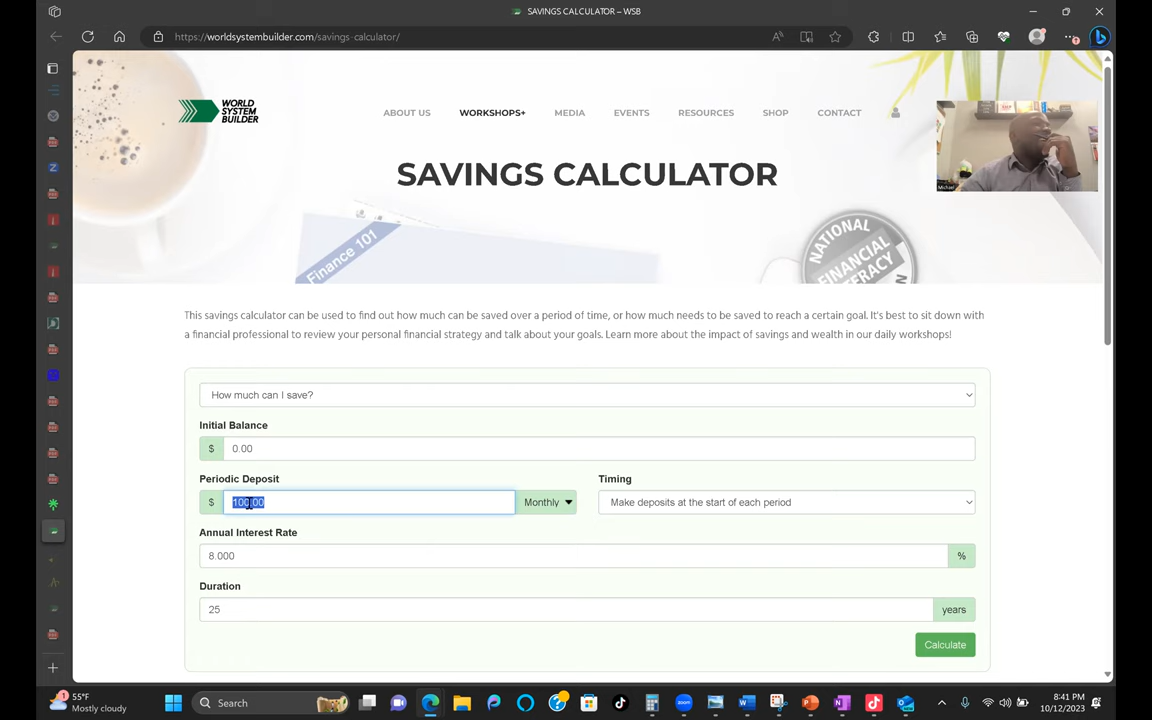 SAVINGS CALCULATOR – WSB
https://worldsystembuilder.com/savings-calculator/
WORLD
SYSTEM
BUILDER
ABOUT US
WORKSHOPS+
MEDIA
EVENTS
RESOURCES
SHOP
CONTACT
Michael
SAVINGS CALCULATOR
Finance 101
NATIONAL
FINANCIAL
LITERACY
This savings calculator can be used to find out how much can be saved over a period of time, or how much needs to be saved to reach a certain goal. It's best to sit down with
a financial professional to review your personal financial strategy and talk about your goals. Learn more about the impact of savings and wealth in our daily workshops!
How much can I save?
Initial Balance
$ 0.00
Periodic Deposit
Timing
$ 100.00 Monthly
Make deposits at the start of each period
Annual Interest Rate
8.000 %
Duration
25 years
Calculate
55°F
Mostly cloudy
Search
8:41 PM
10/12/2023